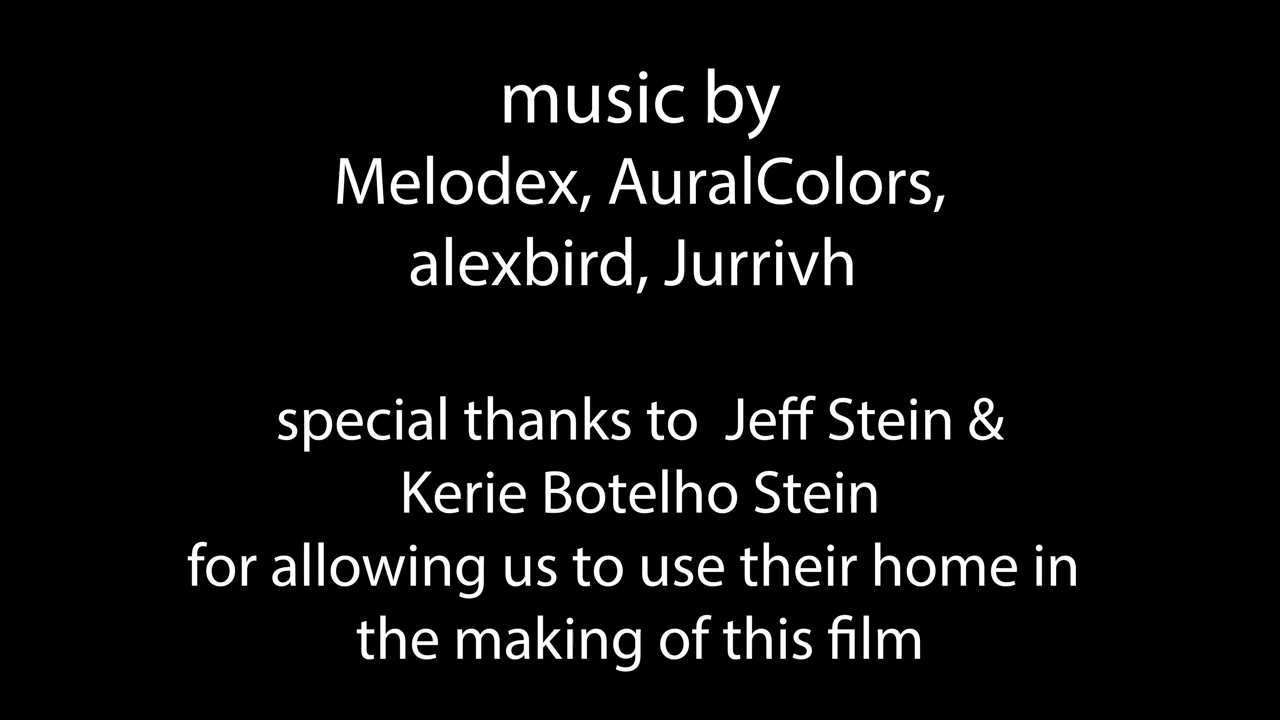 music by
Melodex, AuralColors,
alexbird, Jurrivh
special thanks to  Jeff Stein &
Kerie Botelho Stein
for allowing us to use their home in
the making of this film